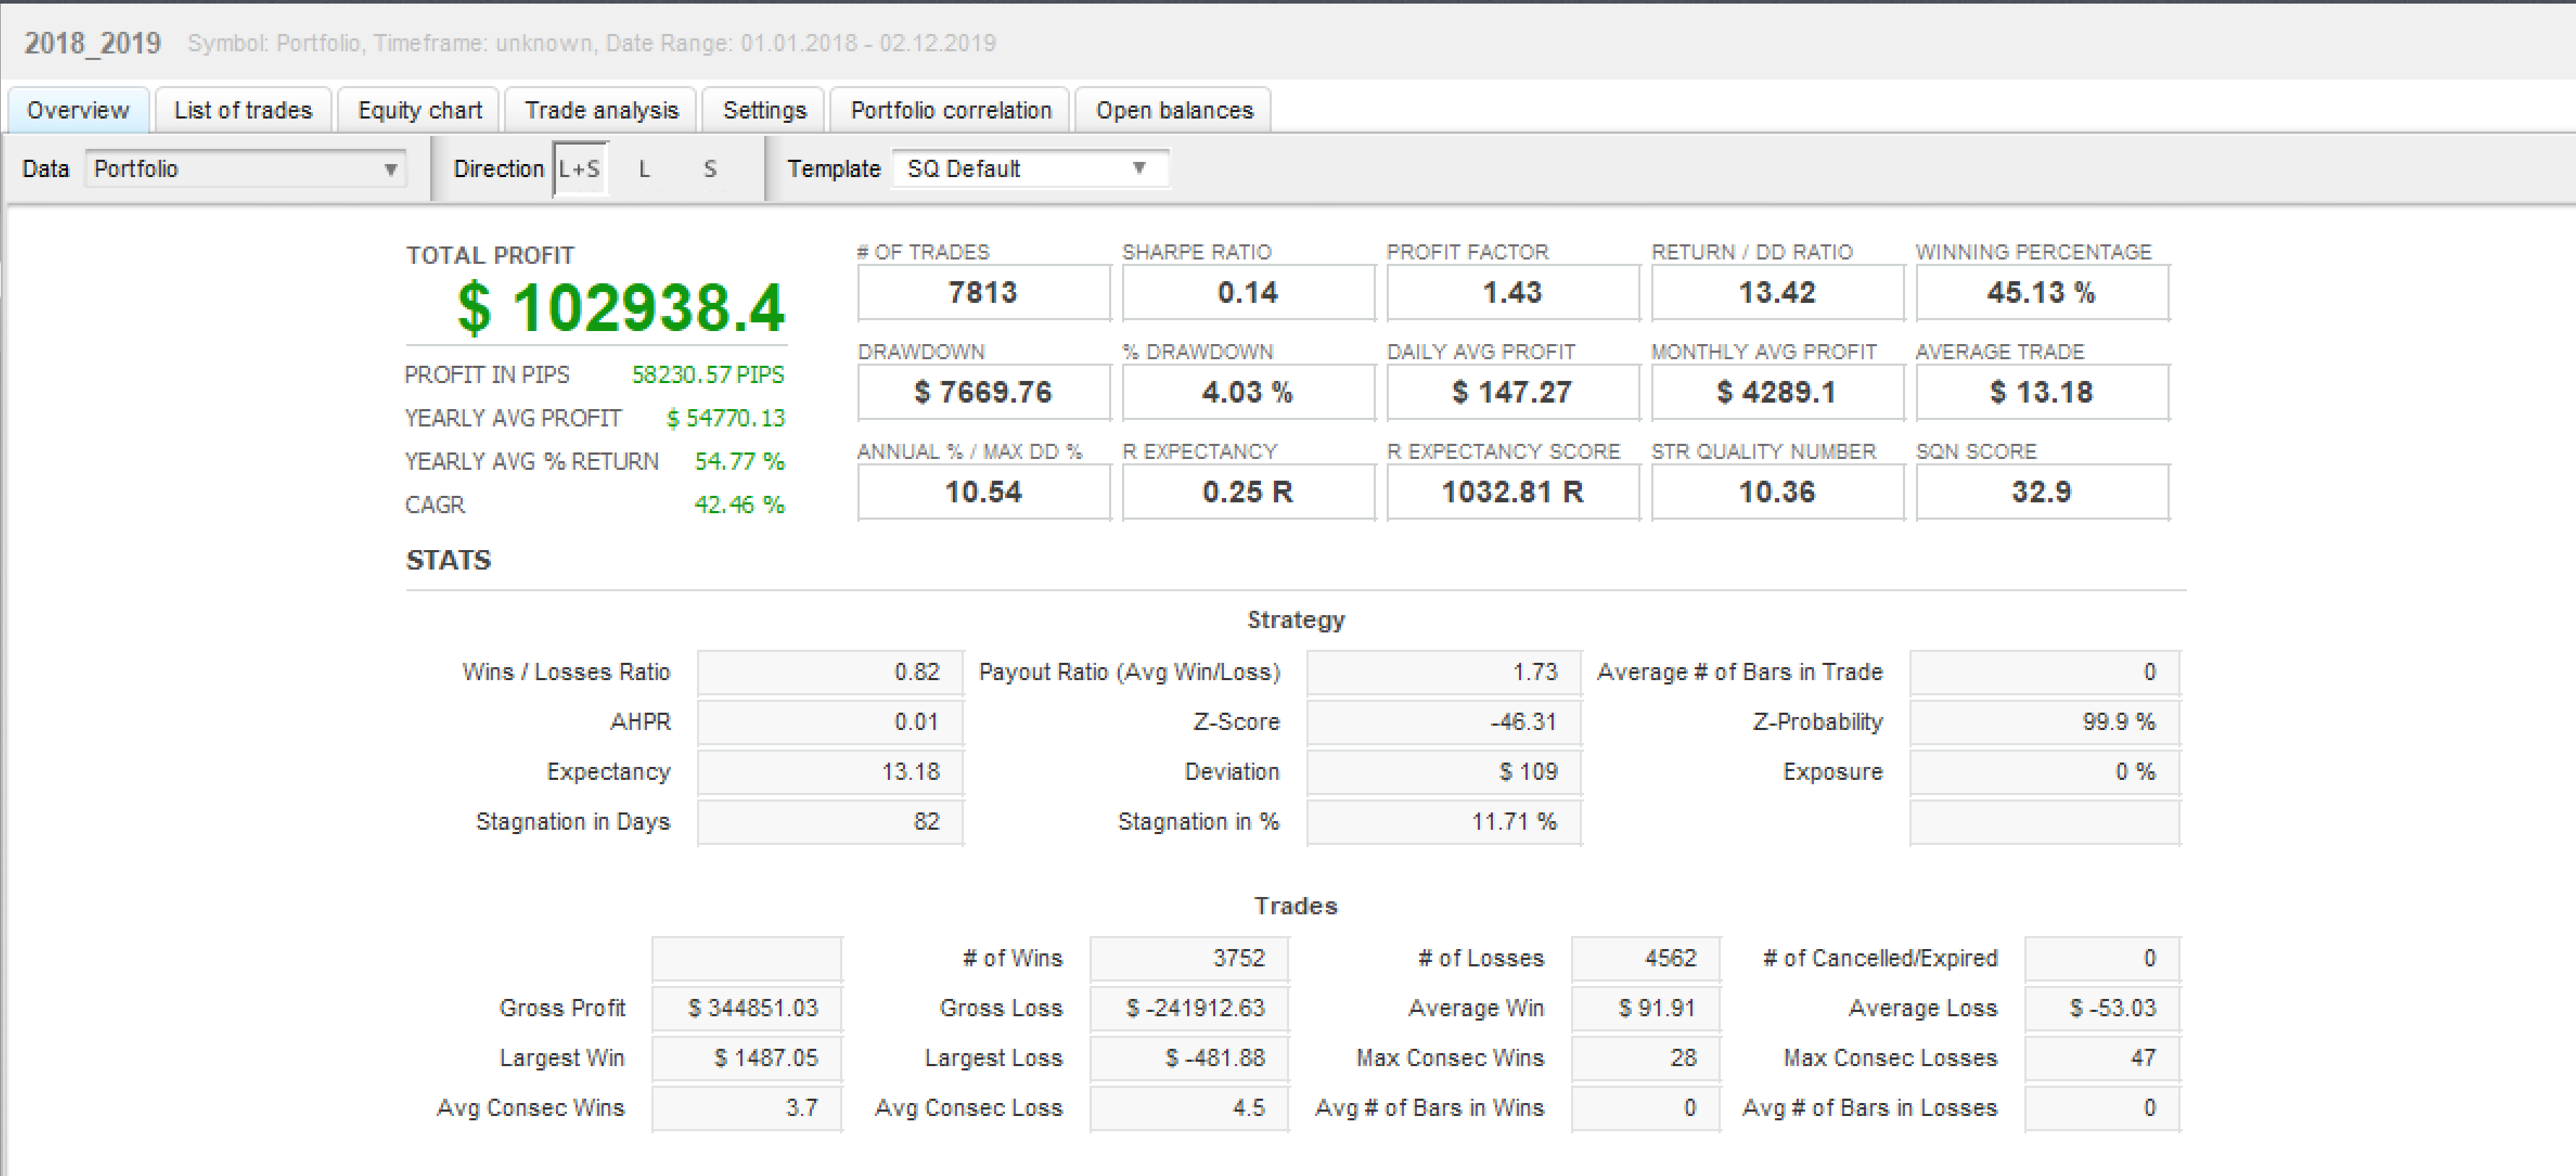 2018_2019 Symbol: Portfolio, Timeframe: unknown, Date Range: 01.01.2018 - 02.12.2019
Overview List of trades Equity chart Trade analysis Settings Portfolio correlation Open balances
Data Portfolio Direction L+S L S Template SQ Default
TOTAL PROFIT
$ 102938.4
PROFIT IN PIPS 58230.57 PIPS
YEARLY AVG PROFIT $ 54770.13
YEARLY AVG % RETURN 54.77 %
CAGR 42.46 %
# OF TRADES SHARPE RATIO PROFIT FACTOR RETURN / DD RATIO WINNING PERCENTAGE
7813 0.14 1.43 13.42 45.13 %
DRAWDOWN % DRAWDOWN DAILY AVG PROFIT MONTHLY AVG PROFIT AVERAGE TRADE
$ 7669.76 4.03 % $ 147.27 $ 4289.1 $ 13.18
ANNUAL % / MAX DD % R EXPECTANCY R EXPECTANCY SCORE STR QUALITY NUMBER SQN SCORE
10.54 0.25 R 1032.81 R 10.36 32.9
STATS
Strategy
Wins / Losses Ratio 0.82 Payout Ratio (Avg Win/Loss) 1.73 Average # of Bars in Trade 0
AHPR 0.01 Z-Score -46.31 Z-Probability 99.9 %
Expectancy 13.18 Deviation $ 109 Exposure 0 %
Stagnation in Days 82 Stagnation in % 11.71 %
Trades
# of Wins 3752 # of Losses 4562 # of Cancelled/Expired 0
Gross Profit $ 344851.03 Gross Loss $ -241912.63 Average Win $ 91.91 Average Loss $ -53.03
Largest Win $ 1487.05 Largest Loss $ -481.88 Max Consec Wins 28 Max Consec Losses 47
Avg Consec Wins 3.7 Avg Consec Loss 4.5 Avg # of Bars in Wins 0 Avg # of Bars in Losses 0